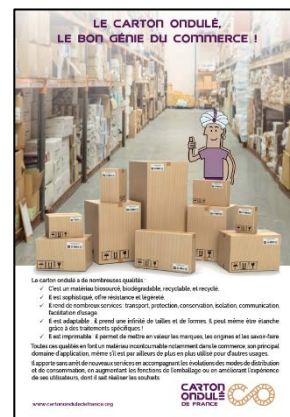 LE CARTON ONDULÉ,
LE BON GÉNIE DU COMMERCE !
Le carton ondulé a de nombreuses qualités :
✓ C'est un matériau biosourcé, biodégradable, recyclable, et recyclé.
✓ Il est sophistiqué, offre résistance et légèreté.
✓ Il rend de nombreux services : transport, protection, conservation, isolation, communication,
facilitation d'usage.
✓ Il est adaptable : il prend une infinité de tailles et de formes. Il peut même être étanche
grâce à des traitements spécifiques !
✓ Il est imprimable : il permet de mettre en valeur les marques, les origines et les savoir-faire
Toutes ces qualités en font un matériau incontournable notamment dans le commerce, son principal
domaine d'application, même s'il est par ailleurs de plus en plus utilisé pour d'autres usages.
Il apporte sans arrêt de nouveaux services en accompagnant les évolutions des modes de distribution
et de consommation, en augmentant les fonctions de l'emballage ou en améliorant l'expérience
de ses utilisateurs, dont il sait réaliser les souhaits.
www.cartonondulédefrance.org
CARTON
ONDULÉ
DE FRANCE